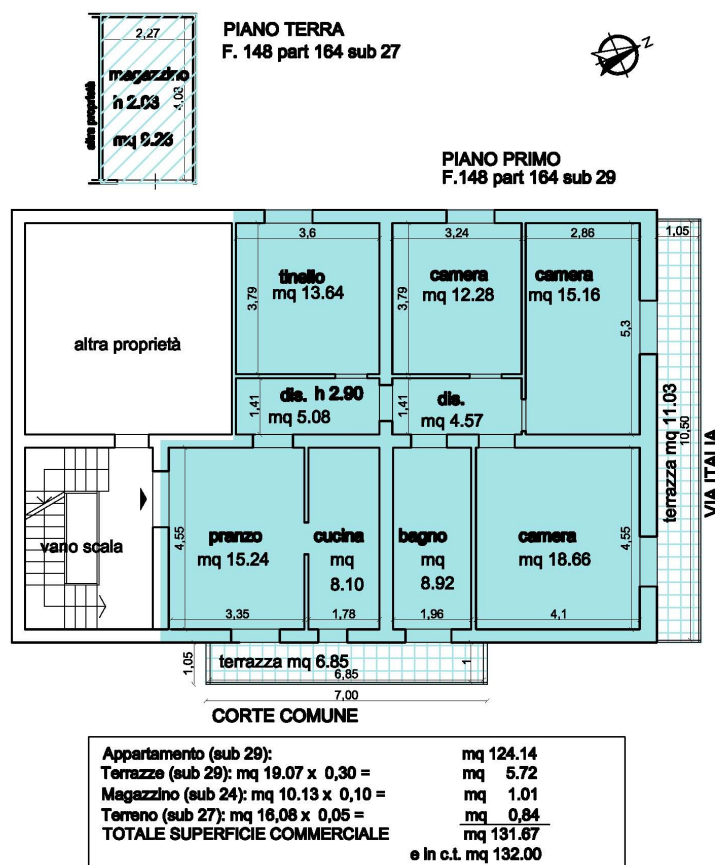 PIANO TERRA
F. 148 part 164 sub 27
2,27
magazzino
h 2.03
mq 9.23
4,03
altra proprietà
N
PIANO PRIMO
F.148 part 164 sub 29
3,6
3,24
2,86
1,05
tinello
mq 13.64
3,79
camera
mq 12.28
3,79
camera
mq 15.16
5,3
altra proprietà
dis. h 2.90
mq 5.08
1,41
dis.
mq 4.57
1,41
terrazza mq 11.03
10,50
VIA ITALIA
vano scala
4,55
pranzo
mq 15.24
3,35
cucina
mq
8.10
1,78
bagno
mq
8.92
1,96
camera
mq 18.66
4,55
4,1
1,05
terrazza mq 6.85
6,85
1
7,00
CORTE COMUNE
Appartamento (sub 29): mq 124.14
Terrazze (sub 29): mq 19.07 x 0,30 = mq 5.72
Magazzino (sub 24): mq 10.13 x 0,10 = mq 1.01
Terreno (sub 27): mq 16,08 x 0,05 = mq 0,84
TOTALE SUPERFICIE COMMERCIALE mq 131.67
e in c.t. mq 132.00